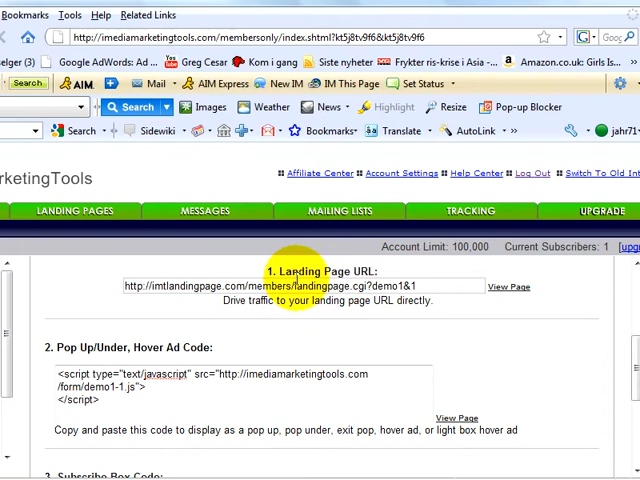 Bookmarks Tools Help Related Links
http://imediamarketingtools.com/membersonly/index.shtml?kt5j8tv9f6&kt5j8tv9f6
selger (3) Google AdWords Ad ... Greg Cesar Kom i gang Siste nyheter Frykter ris-krise i Asia - ... Amazon.co.uk: Girls Is...
Search AIM Mail AIM Express New IM IM This Page Set Status
Search Images Weather News Highlight Resize Pop-up Blocker
Search Sidewiki Bookmarks Translate AutoLink jahr71
rketingTools
Affiliate Center Account Settings Help Center Log Out Switch To Old Int
LANDING PAGES MESSAGES MAILING LISTS TRACKING UPGRADE
Account Limit: 100,000 Current Subscribers: 1 [upgr
1. Landing Page URL:
http://imtlandingpage.com/members/landingpage.cgi?demo1&1 View Page
Drive traffic to your landing page URL directly.
2. Pop Up/Under, Hover Ad Code:
<script type="text/javascript" src="http://imediamarketingtools.com
/form/demo1-1.js">
</script>
View Page
Copy and paste this code to display as a pop up, pop under, exit pop, hover ad, or light box hover ad
3. Subscribe Box Code: